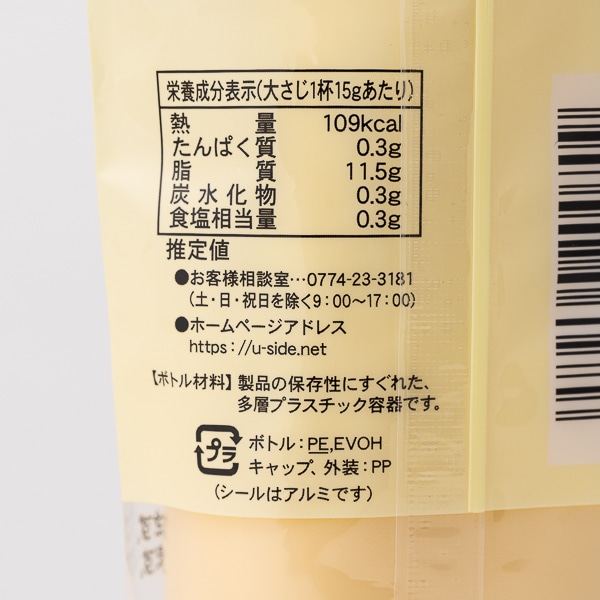 栄養成分表示(大さじ1杯15gあたり)
熱量 109kcal
たんぱく質 0.3g
脂質 11.5g
炭水化物 0.3g
食塩相当量 0.3g
推定値
●お客様相談室…0774-23-3181
(土・日・祝日を除く9:00〜17:00)
●ホームページアドレス
https://u-side.net
【ボトル材料】製品の保存性にすぐれた、
多層プラスチック容器です。
プラ
ボトル:PE,EVOH
キャップ、外装:PP
(シールはアルミです)